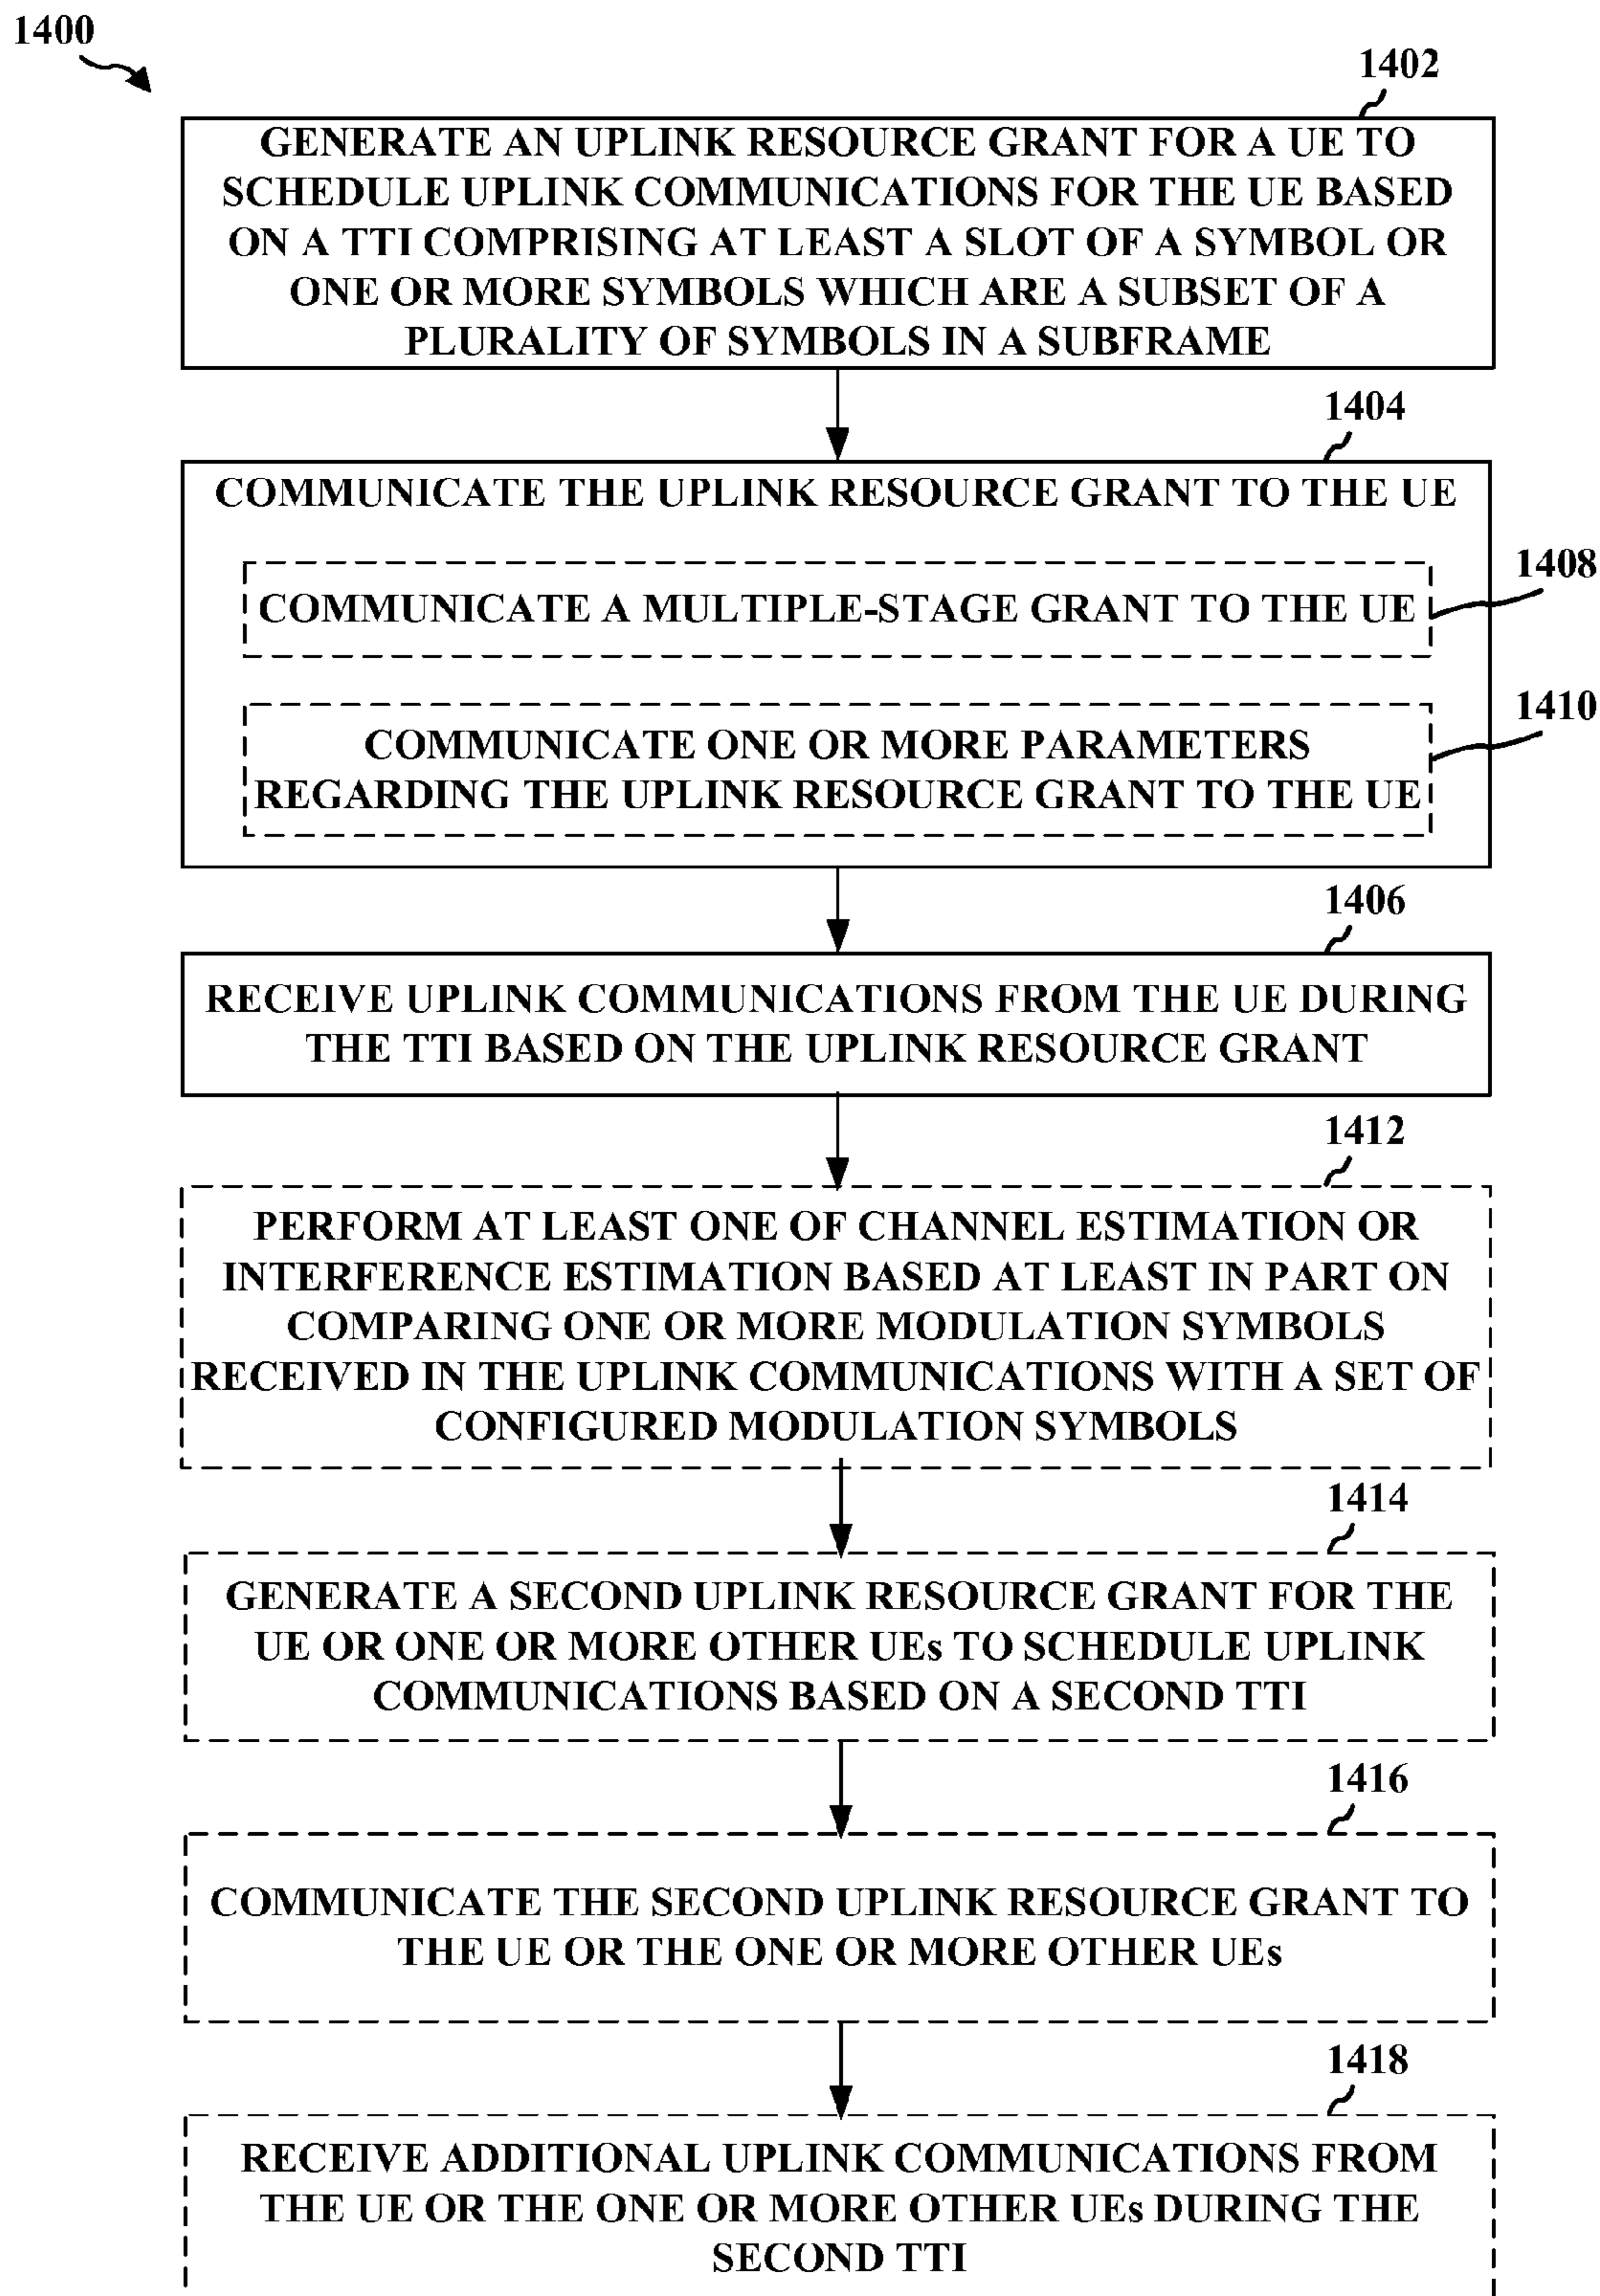 1400
1402
GENERATE AN UPLINK RESOURCE GRANT FOR A UE TO
SCHEDULE UPLINK COMMUNICATIONS FOR THE UE BASED
ON A TTI COMPRISING AT LEAST A SLOT OF A SYMBOL OR
ONE OR MORE SYMBOLS WHICH ARE A SUBSET OF A
PLURALITY OF SYMBOLS IN A SUBFRAME
1404
COMMUNICATE THE UPLINK RESOURCE GRANT TO THE UE
1408
COMMUNICATE A MULTIPLE-STAGE GRANT TO THE UE
1410
COMMUNICATE ONE OR MORE PARAMETERS
REGARDING THE UPLINK RESOURCE GRANT TO THE UE
1406
RECEIVE UPLINK COMMUNICATIONS FROM THE UE DURING
THE TTI BASED ON THE UPLINK RESOURCE GRANT
1412
PERFORM AT LEAST ONE OF CHANNEL ESTIMATION OR
INTERFERENCE ESTIMATION BASED AT LEAST IN PART ON
COMPARING ONE OR MORE MODULATION SYMBOLS
RECEIVED IN THE UPLINK COMMUNICATIONS WITH A SET OF
CONFIGURED MODULATION SYMBOLS
1414
GENERATE A SECOND UPLINK RESOURCE GRANT FOR THE
UE OR ONE OR MORE OTHER UEs TO SCHEDULE UPLINK
COMMUNICATIONS BASED ON A SECOND TTI
1416
COMMUNICATE THE SECOND UPLINK RESOURCE GRANT TO
THE UE OR THE ONE OR MORE OTHER UEs
1418
RECEIVE ADDITIONAL UPLINK COMMUNICATIONS FROM
THE UE OR THE ONE OR MORE OTHER UEs DURING THE
SECOND TTI